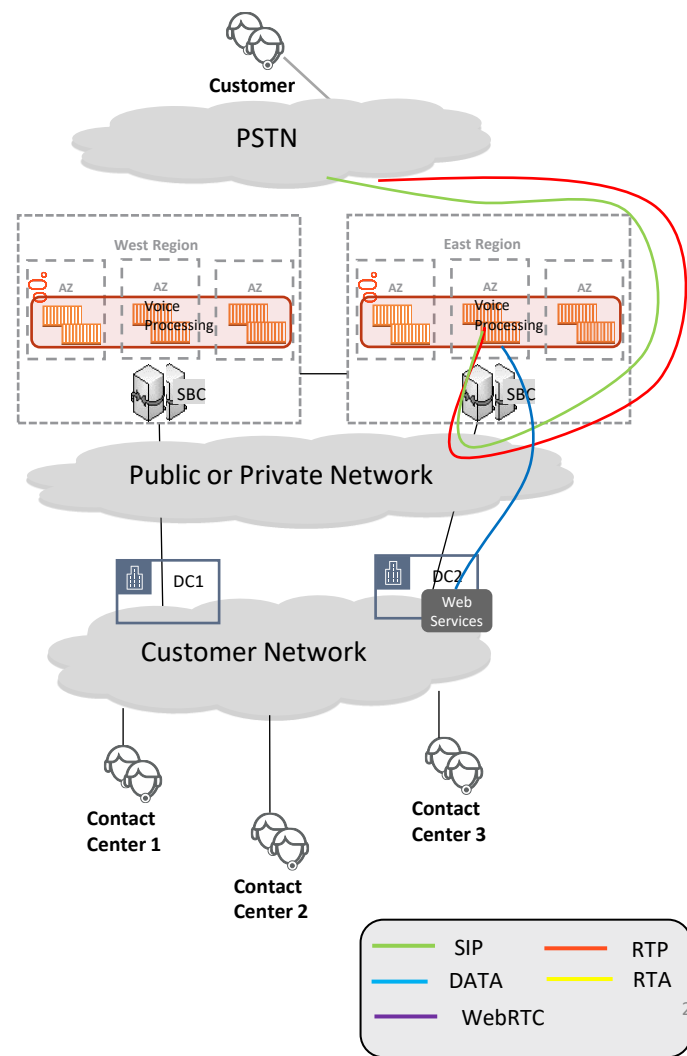 Customer
PSTN
West Region
East Region
AZ
AZ
AZ
AZ
AZ
AZ
Voice
Processing
Voice
Processing
SBC
SBC
Public or Private Network
DC1
DC2
Web
Services
Customer Network
Contact
Center 1
Contact
Center 2
Contact
Center 3
SIP
RTP
DATA
RTA
WebRTC
2